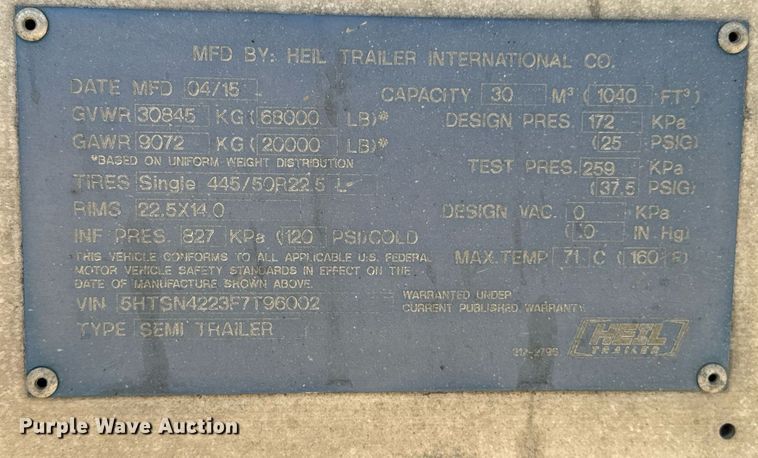 MFD BY: HEIL TRAILER INTERNATIONAL CO.
DATE MFD 04/15
GVWR 30845 KG (68000 LB)*
GAWR 9072 KG (20000 LB)*
*BASED ON UNIFORM WEIGHT DISTRIBUTION
TIRES Single 445/50R22.5 L
RIMS 22.5X14.0
INF PRES. 827 KPa (120 PSI)COLD
THIS VEHICLE CONFORMS TO ALL APPLICABLE U.S. FEDERAL
MOTOR VEHICLE SAFETY STANDARDS IN EFFECT ON THE
DATE OF MANUFACTURE SHOWN ABOVE.
VIN 5HTSN4223F7T96002
TYPE SEMI TRAILER
CAPACITY 30 M³ (1040 FT³)
DESIGN PRES. 172 KPa
(25 PSIG)
TEST PRES. 259 KPa
(37.5 PSIG)
DESIGN VAC. 0 KPa
(.0 IN. Hg)
MAX. TEMP 71 C (160 F)
WARRANTED UNDER
CURRENT PUBLISHED WARRANTY.
HEIL
TRAILER
Purple Wave Auction